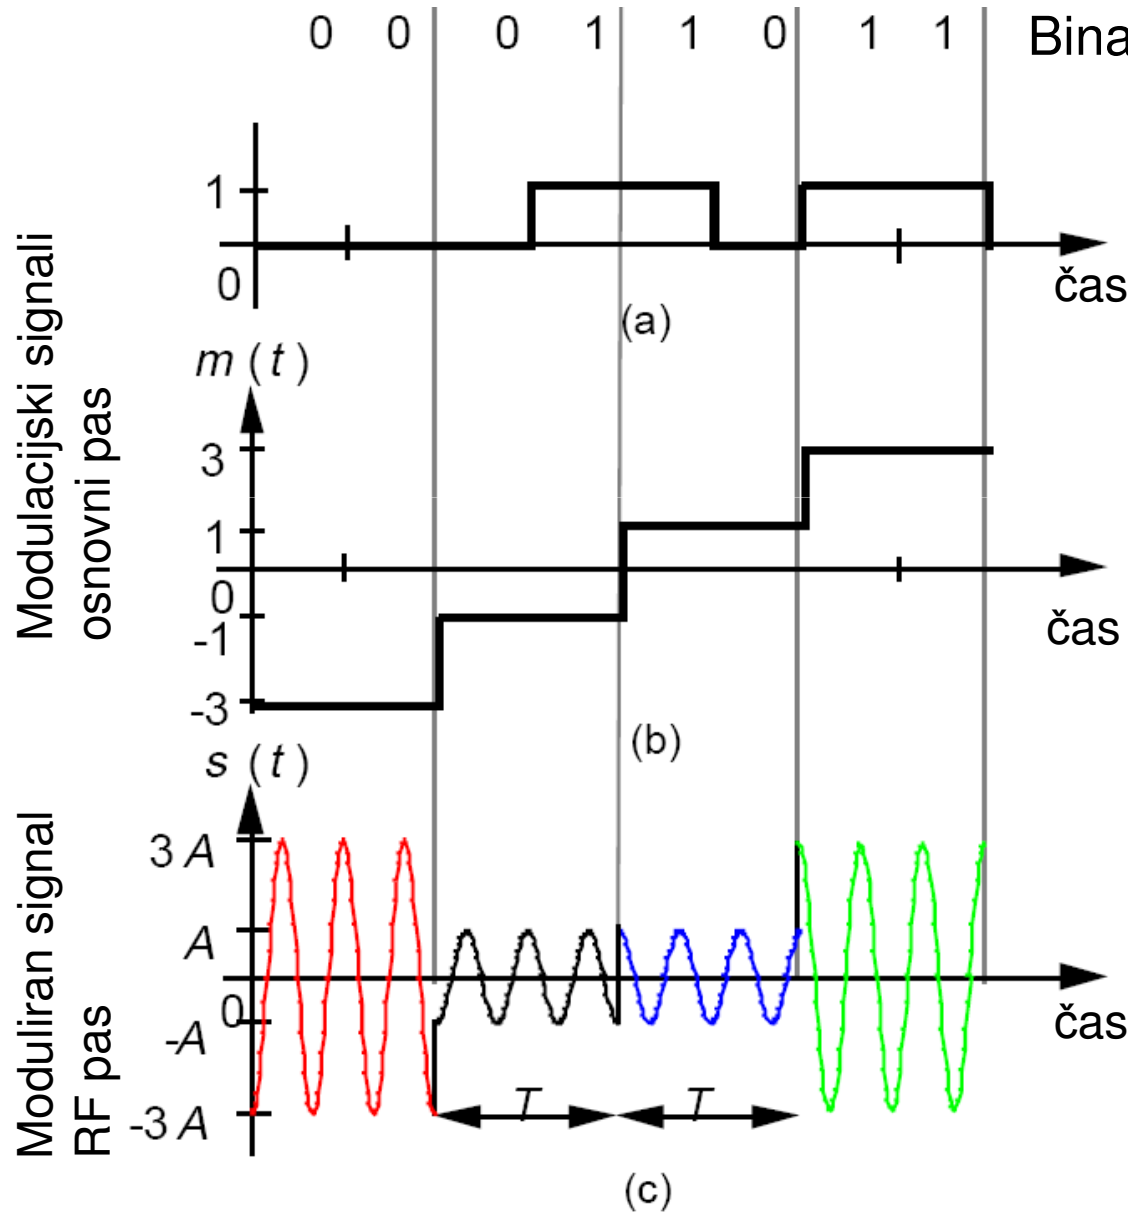 0 0 0 1 1 0 1 1 Bina
1
0
čas
(a)
Modulacijski signali
osnovni pas
m (t)
3
1
0
-1
-3
čas
(b)
s (t)
Moduliran signal
RF pas
3 A
A
0
-A
-3 A
čas
T T
(c)